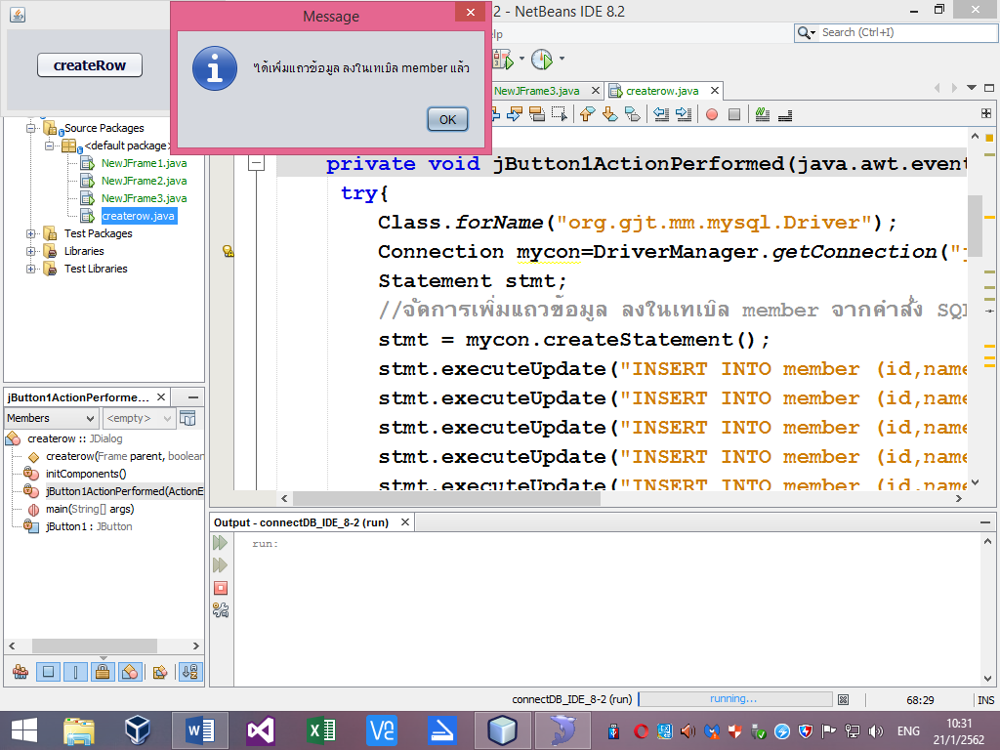 Message
2 - NetBeans IDE 8.2
createRow
ได้เพิ่มแถวข้อมูล ลงในเทเบิล member แล้ว
OK
Search (Ctrl+I)
NewJFrame3.java
createrow.java
Source Packages
<default package>
NewJFrame1.java
NewJFrame2.java
NewJFrame3.java
createrow.java
Test Packages
Libraries
Test Libraries
private void jButton1ActionPerformed(java.awt.event
try{
Class.forName("org.gjt.mm.mysql.Driver");
Connection mycon=DriverManager.getConnection("j
Statement stmt;
//จัดการเพิ่มแถวข้อมูล ลงในเทเบิล member จากคำสั่ง SQL
stmt = mycon.createStatement();
stmt.executeUpdate("INSERT INTO member (id,name
stmt.executeUpdate("INSERT INTO member (id,name
stmt.executeUpdate("INSERT INTO member (id,name
stmt.executeUpdate("INSERT INTO member (id,name
stmt.executeUpdate("INSERT INTO member (id,name
jButton1ActionPerforme...
Members
<empty>
createrow :: JDialog
createrow(Frame parent, boolean
initComponents()
jButton1ActionPerformed(ActionE
main(String[] args)
jButton1 : JButton
Output - connectDB_IDE_8-2 (run)
run:
connectDB_IDE_8-2 (run)
running...
68:29
INS
ENG
10:31
21/1/2562